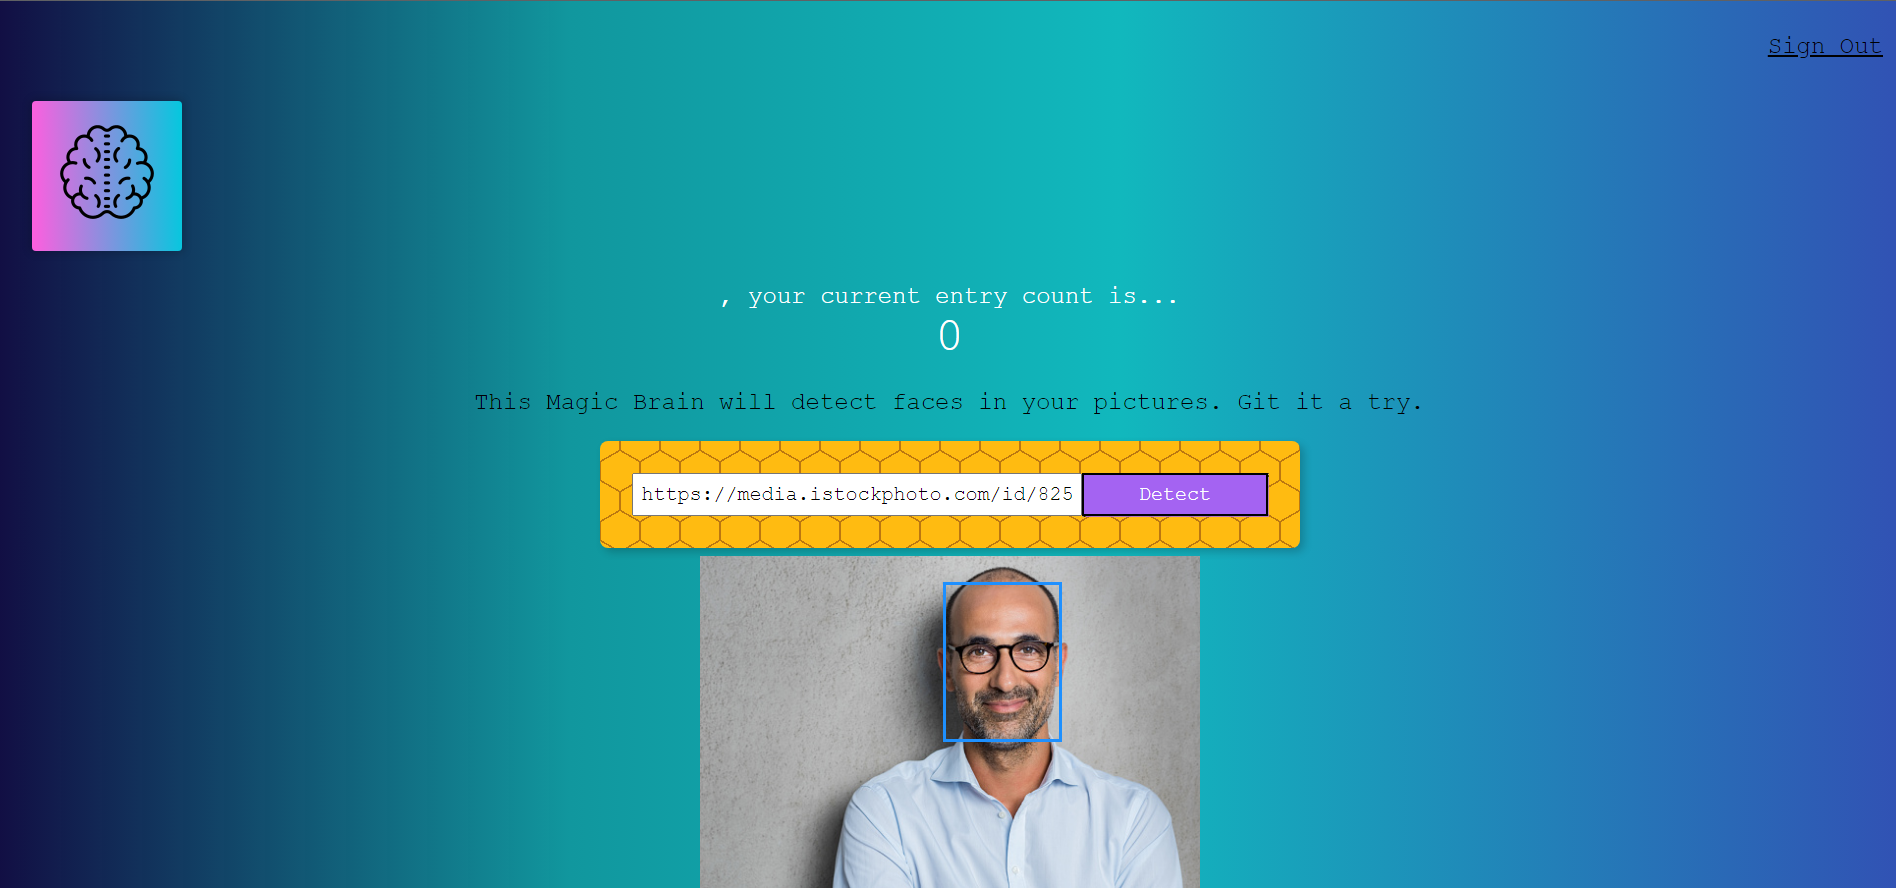 Sign Out
, your current entry count is...
0
This Magic Brain will detect faces in your pictures. Git it a try.
https://media.istockphoto.com/id/825 Detect